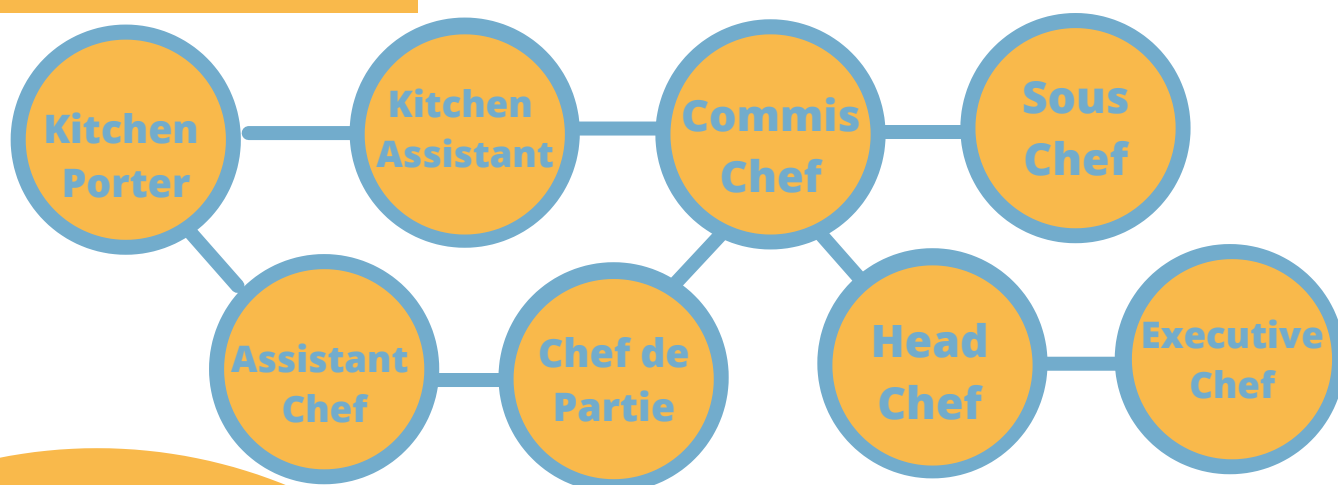 Kitchen
Porter
Kitchen
Assistant
Commis
Chef
Sous
Chef
Assistant
Chef
Chef de
Partie
Head
Chef
Executive
Chef